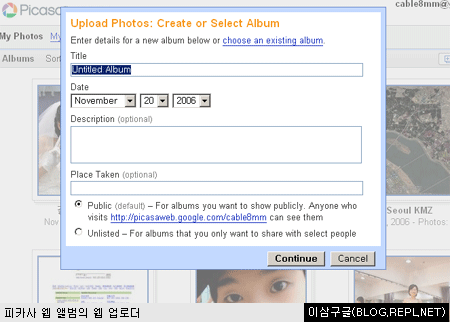 Picasa
cable8mm@
My Photos
Albums Sort
Upload Photos: Create or Select Album
Enter details for a new album below or choose an existing album.
Title
Untitled Album
Date
November 20 2006
Description (optional)
Place Taken (optional)
Public (default) – For albums you want to show publicly. Anyone who
visits http://picasaweb.google.com/cable8mm can see them
Unlisted – For albums that you only want to share with select people
Continue Cancel
Seoul KMZ
, 2006 - Photos:
피카사 웹 앨범의 웹 업로더
이삼구글(BLOG.REPL.NET)